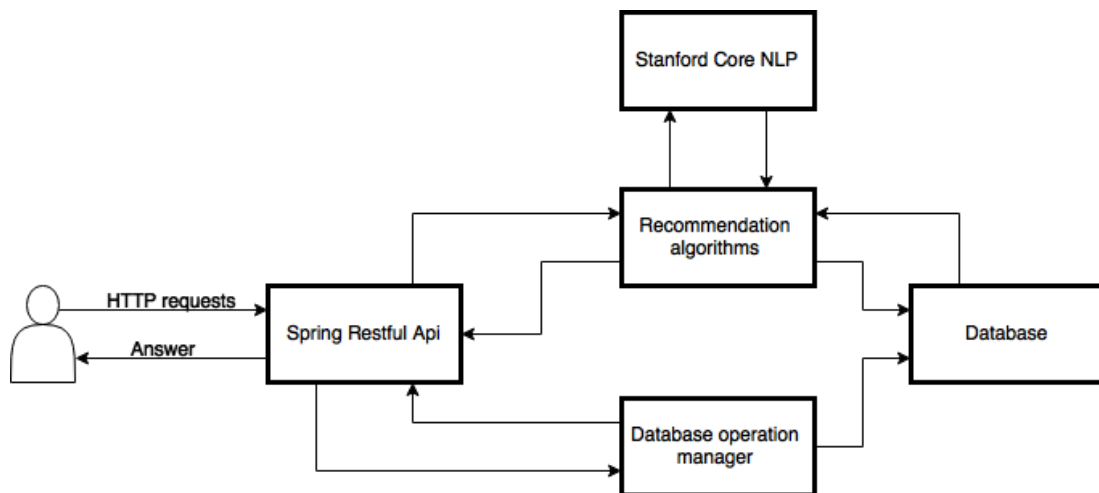 Stanford Core NLP
Recommendation
algorithms
HTTP requests
Spring Restful Api
Database
Answer
Database operation
manager